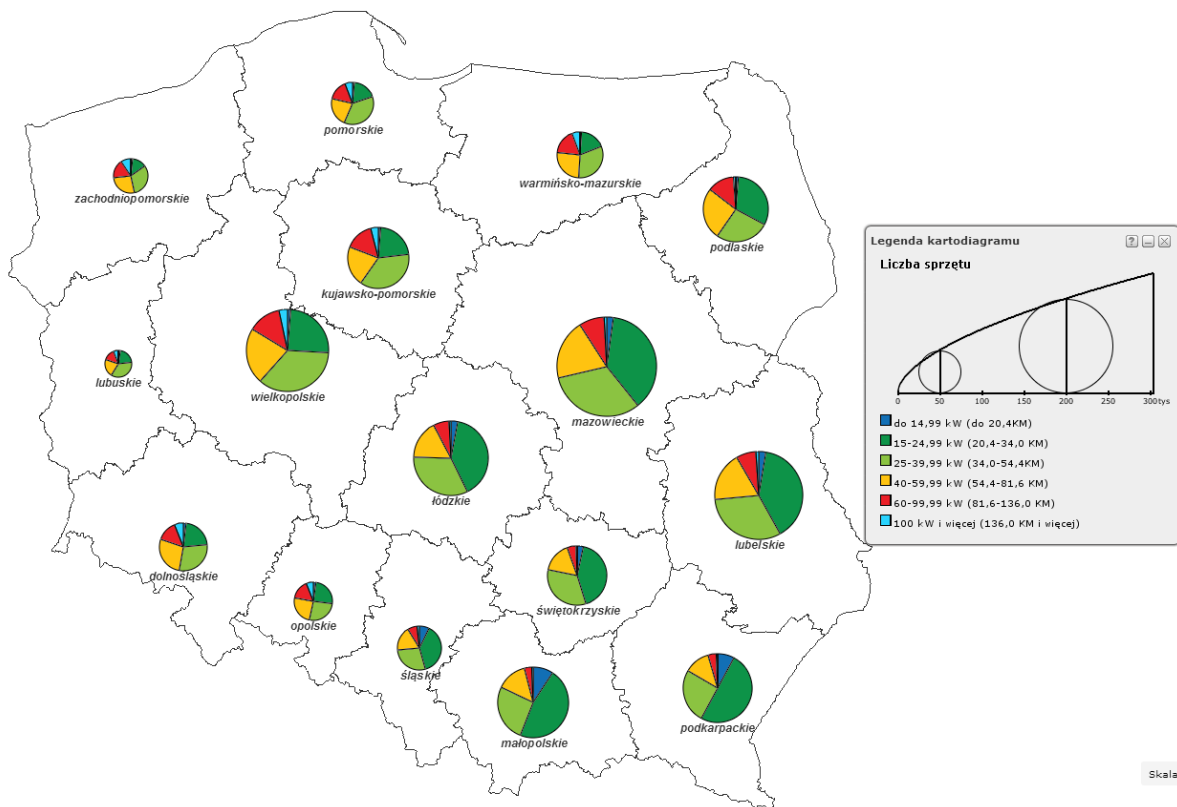 pomorskie
warmińsko-mazurskie
zachodniopomorskie
podlaskie
kujawsko-pomorskie
lubuskie
wielkopolskie
mazowieckie
łódzkie
lubelskie
dolnośląskie
świętokrzyskie
opolskie
śląskie
małopolskie
podkarpackie
Legenda kartodiagramu
Liczba sprzętu
0 50 100 150 200 250 300tys
do 14,99 kW (do 20,4KM)
15-24,99 kW (20,4-34,0 KM)
25-39,99 kW (34,0-54,4KM)
40-59,99 kW (54,4-81,6 KM)
60-99,99 kW (81,6-136,0 KM)
100 kW i więcej (136,0 KM i więcej)
Skala